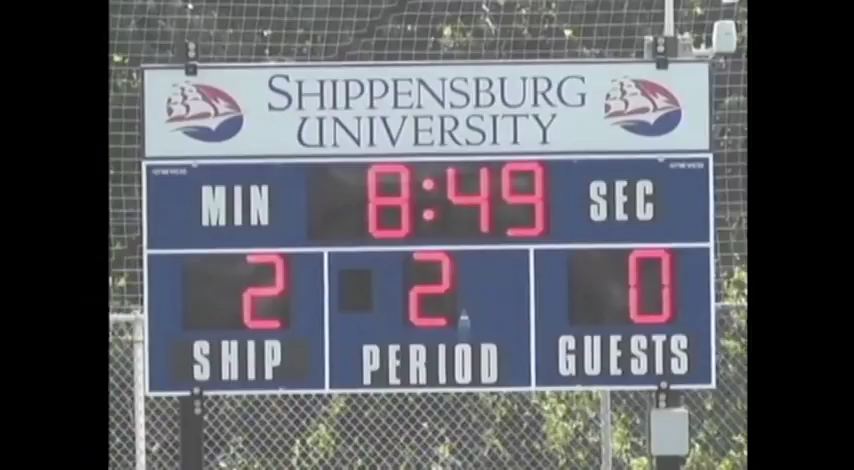 SHIPPENSBURG
UNIVERSITY
MIN 8:49 SEC
2 2 0
SHIP PERIOD GUESTS